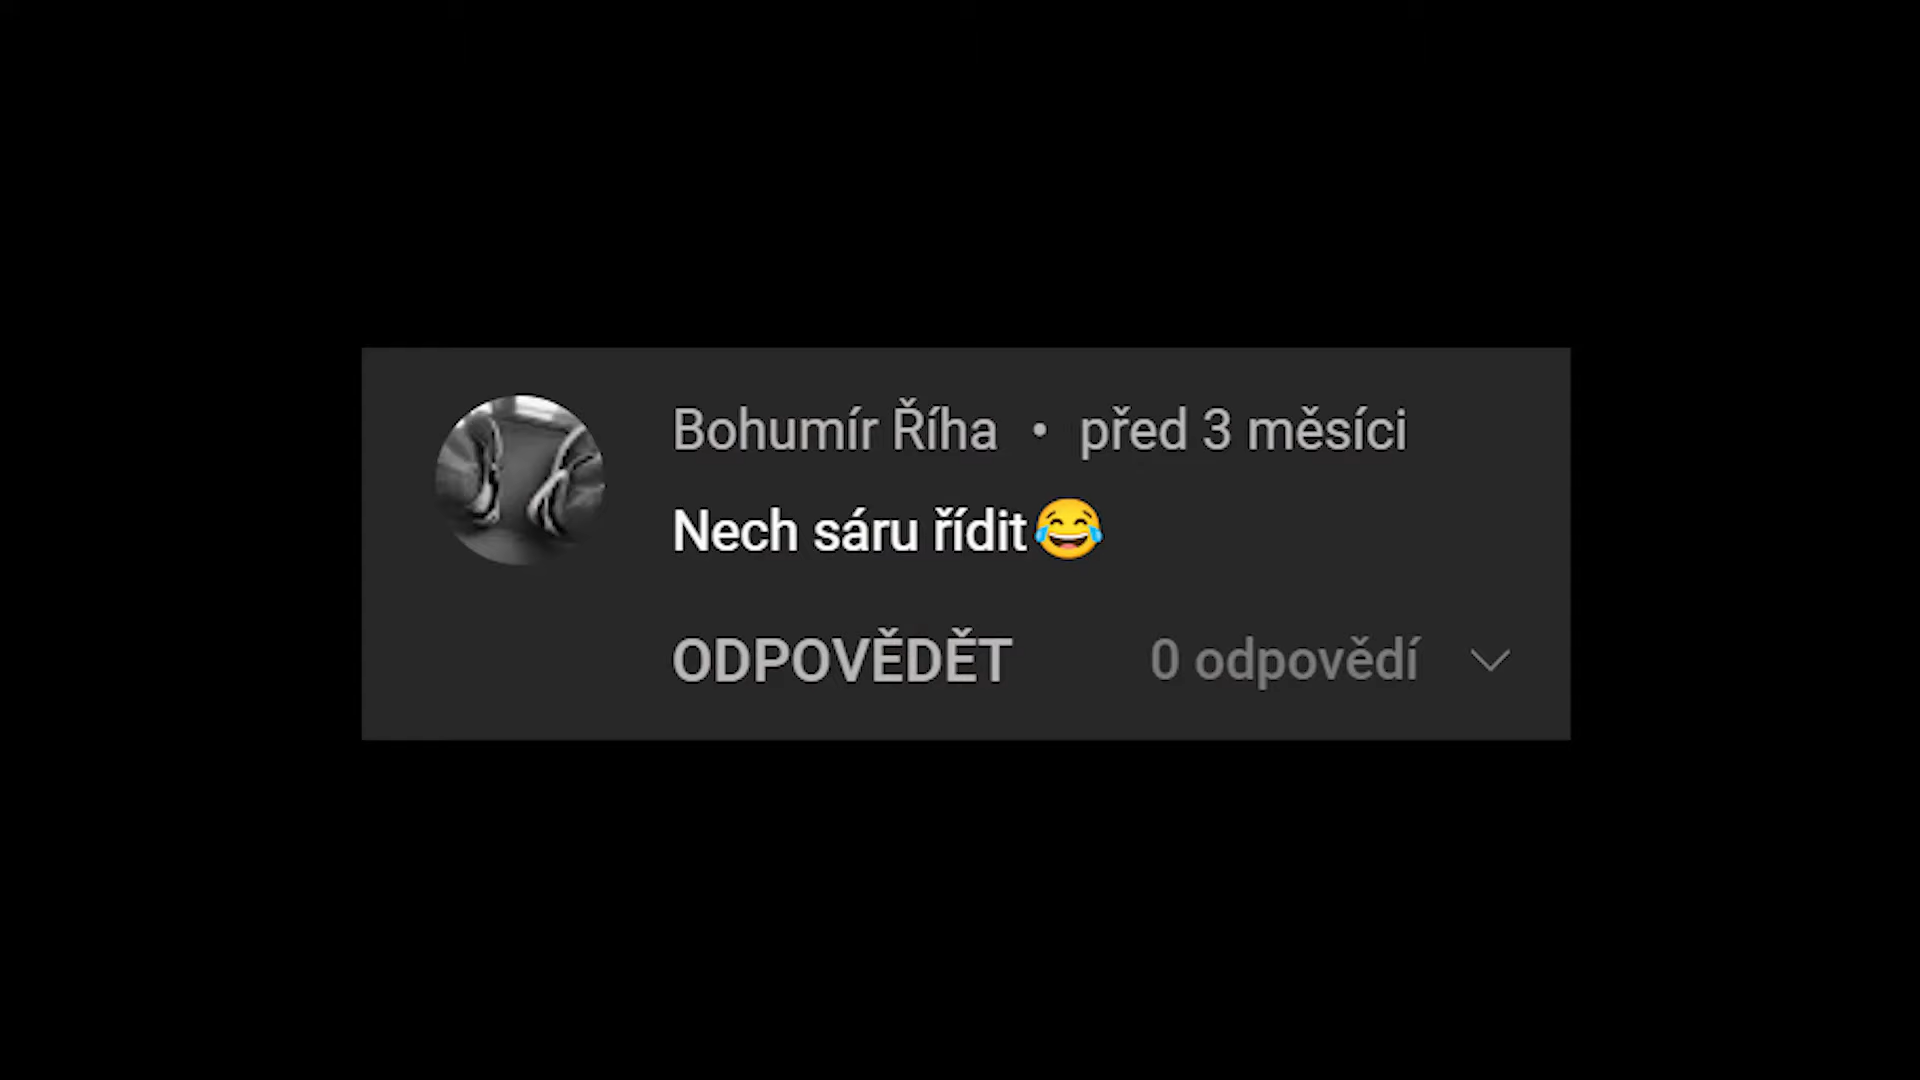 Bohumír Říha • před 3 měsíci
Nech sáru řídit😂
ODPOVĚDĚT 0 odpovědí